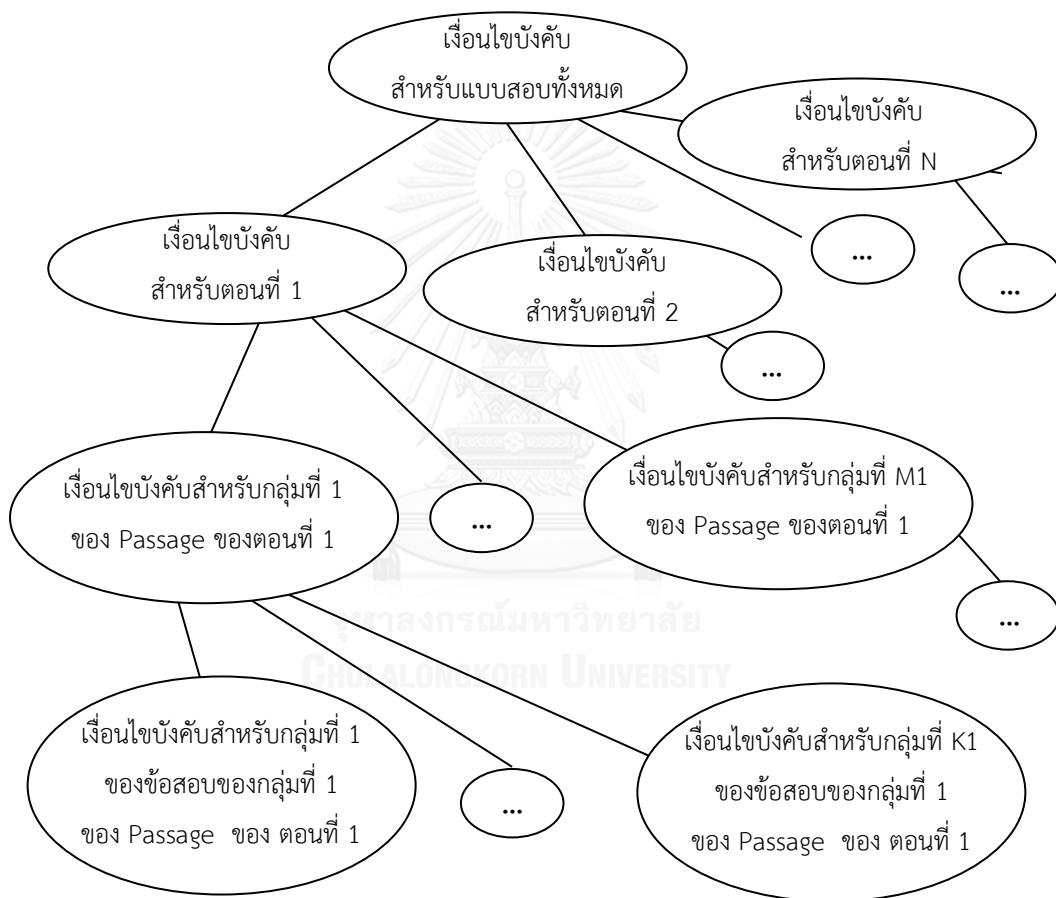 เงื่อนไขบังคับ
สำหรับแบบสอบทั้งหมด
เงื่อนไขบังคับ
สำหรับตอนที่ N
เงื่อนไขบังคับ
สำหรับตอนที่ 1
เงื่อนไขบังคับ
สำหรับตอนที่ 2
...
...
...
เงื่อนไขบังคับสำหรับกลุ่มที่ 1
ของ Passage ของตอนที่ 1
...
เงื่อนไขบังคับสำหรับกลุ่มที่ M1
ของ Passage ของตอนที่ 1
...
จุฬาลงกรณ์มหาวิทยาลัย
CHULALONGKORN UNIVERSITY
เงื่อนไขบังคับสำหรับกลุ่มที่ 1
ของข้อสอบของกลุ่มที่ 1
ของ Passage ของ ตอนที่ 1
...
เงื่อนไขบังคับสำหรับกลุ่มที่ K1
ของข้อสอบของกลุ่มที่ 1
ของ Passage ของ ตอนที่ 1